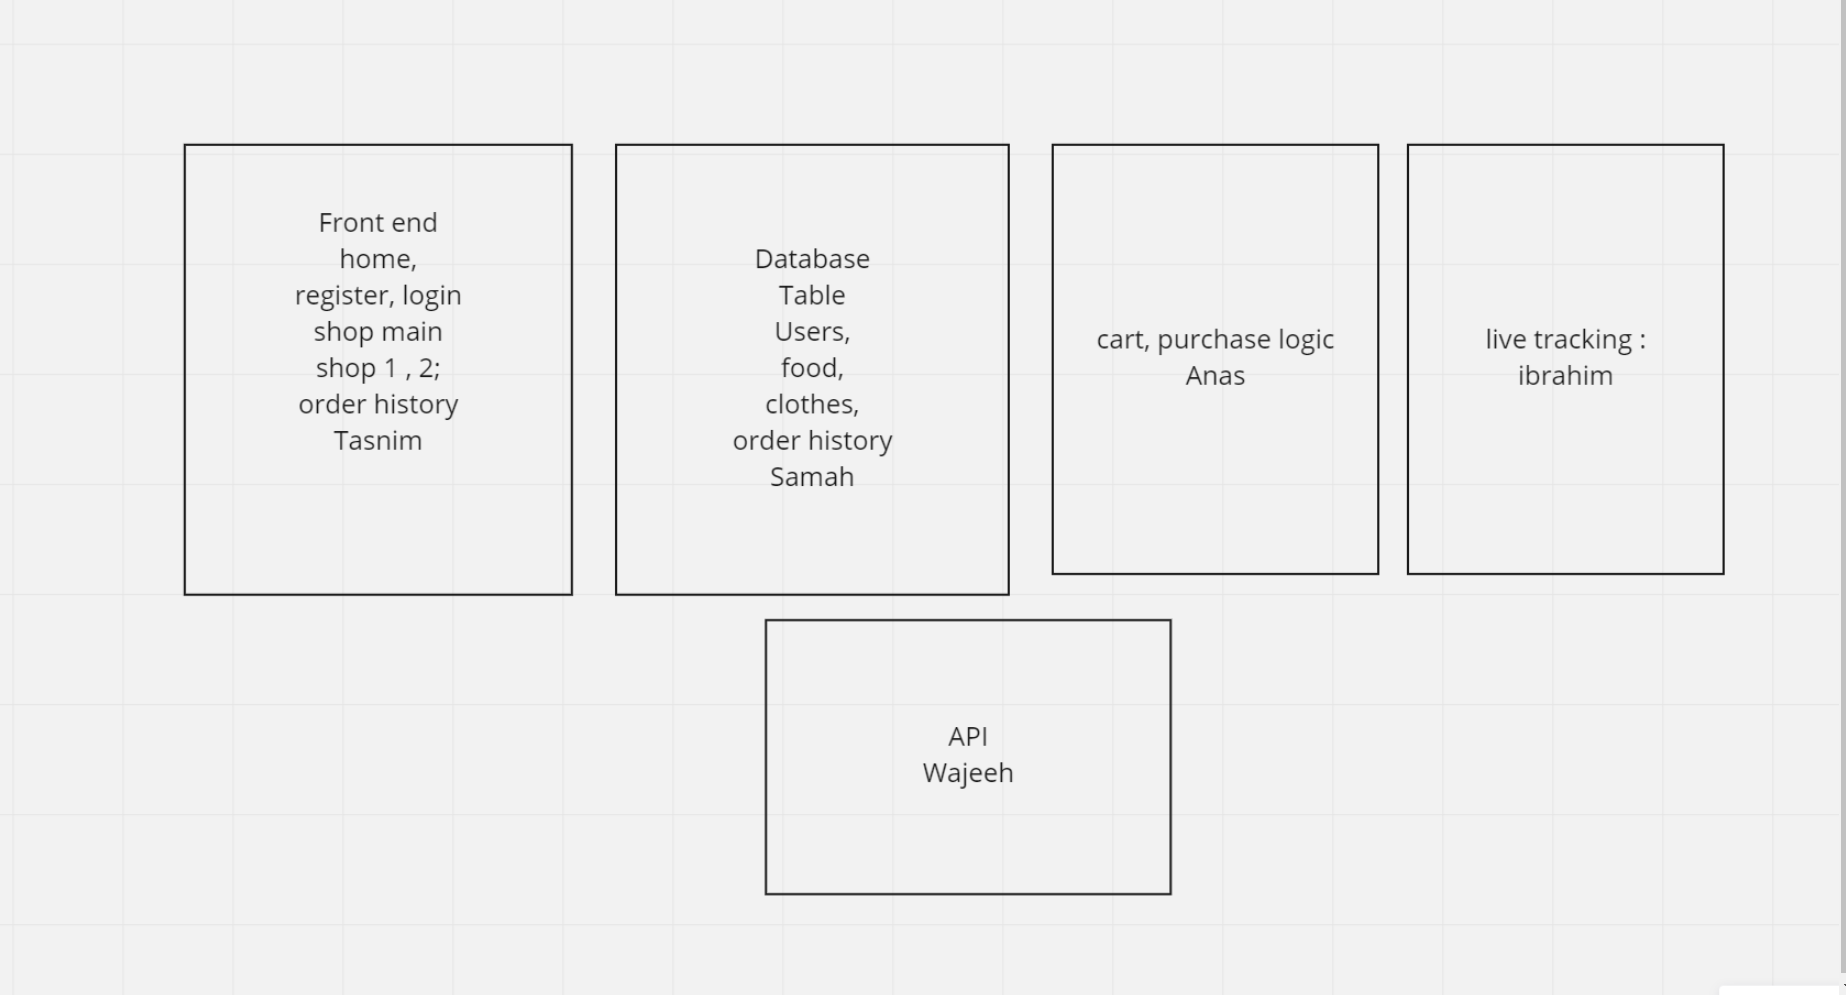 Front end
home,
register, login
shop main
shop 1 , 2;
order history
Tasnim
Database
Table
Users,
food,
clothes,
order history
Samah
cart, purchase logic
Anas
live tracking :
ibrahim
API
Wajeeh